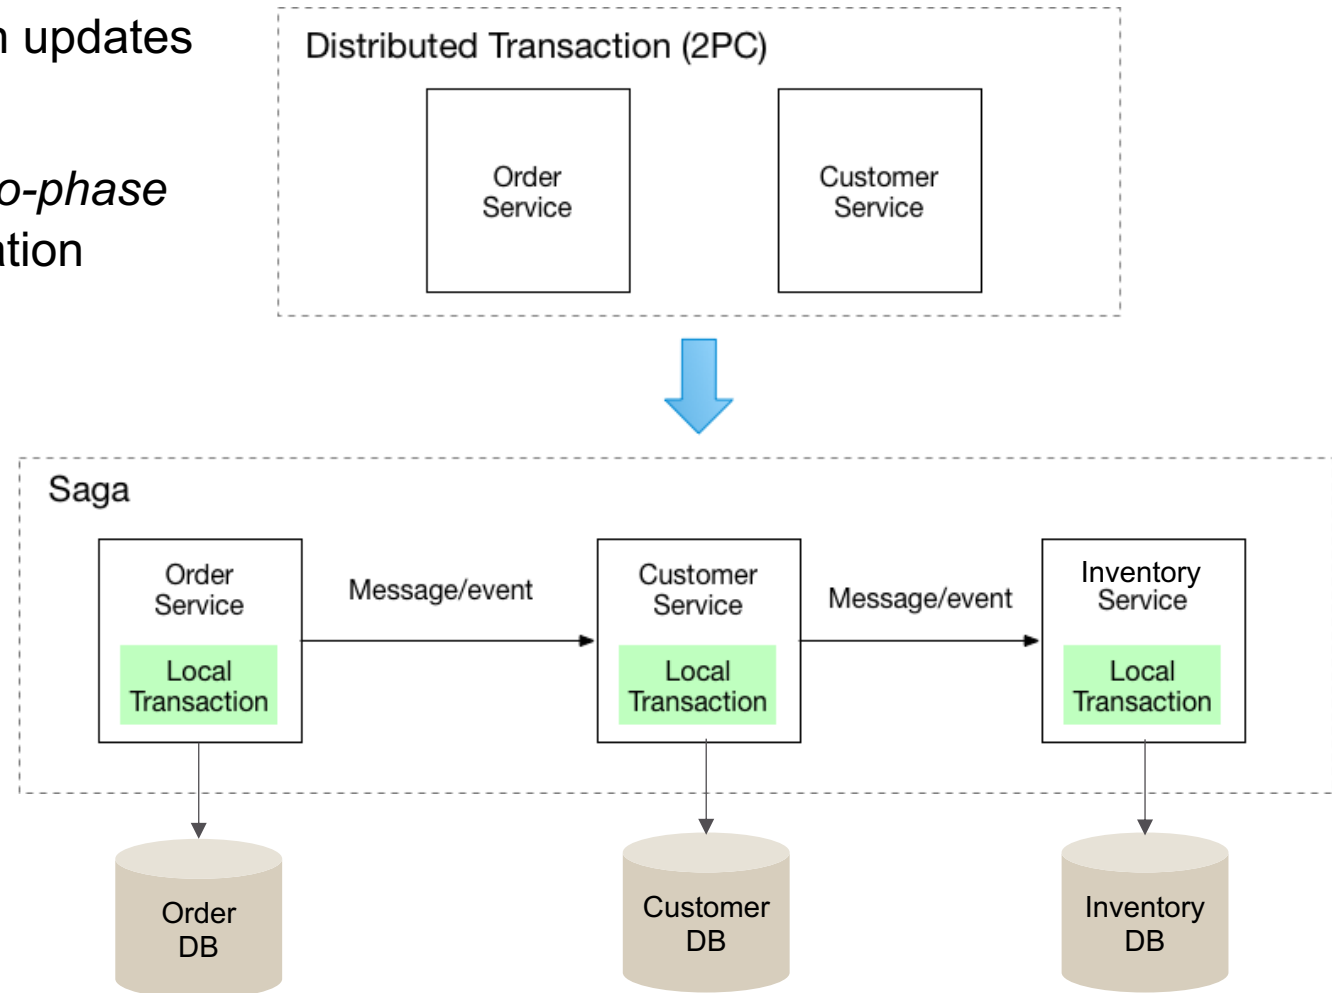 n updates
o-phase
ation
Distributed Transaction (2PC)
Order
Service
Customer
Service
Saga
Order
Service
Local
Transaction
Message/event
Customer
Service
Local
Transaction
Message/event
Inventory
Service
Local
Transaction
Order
DB
Customer
DB
Inventory
DB